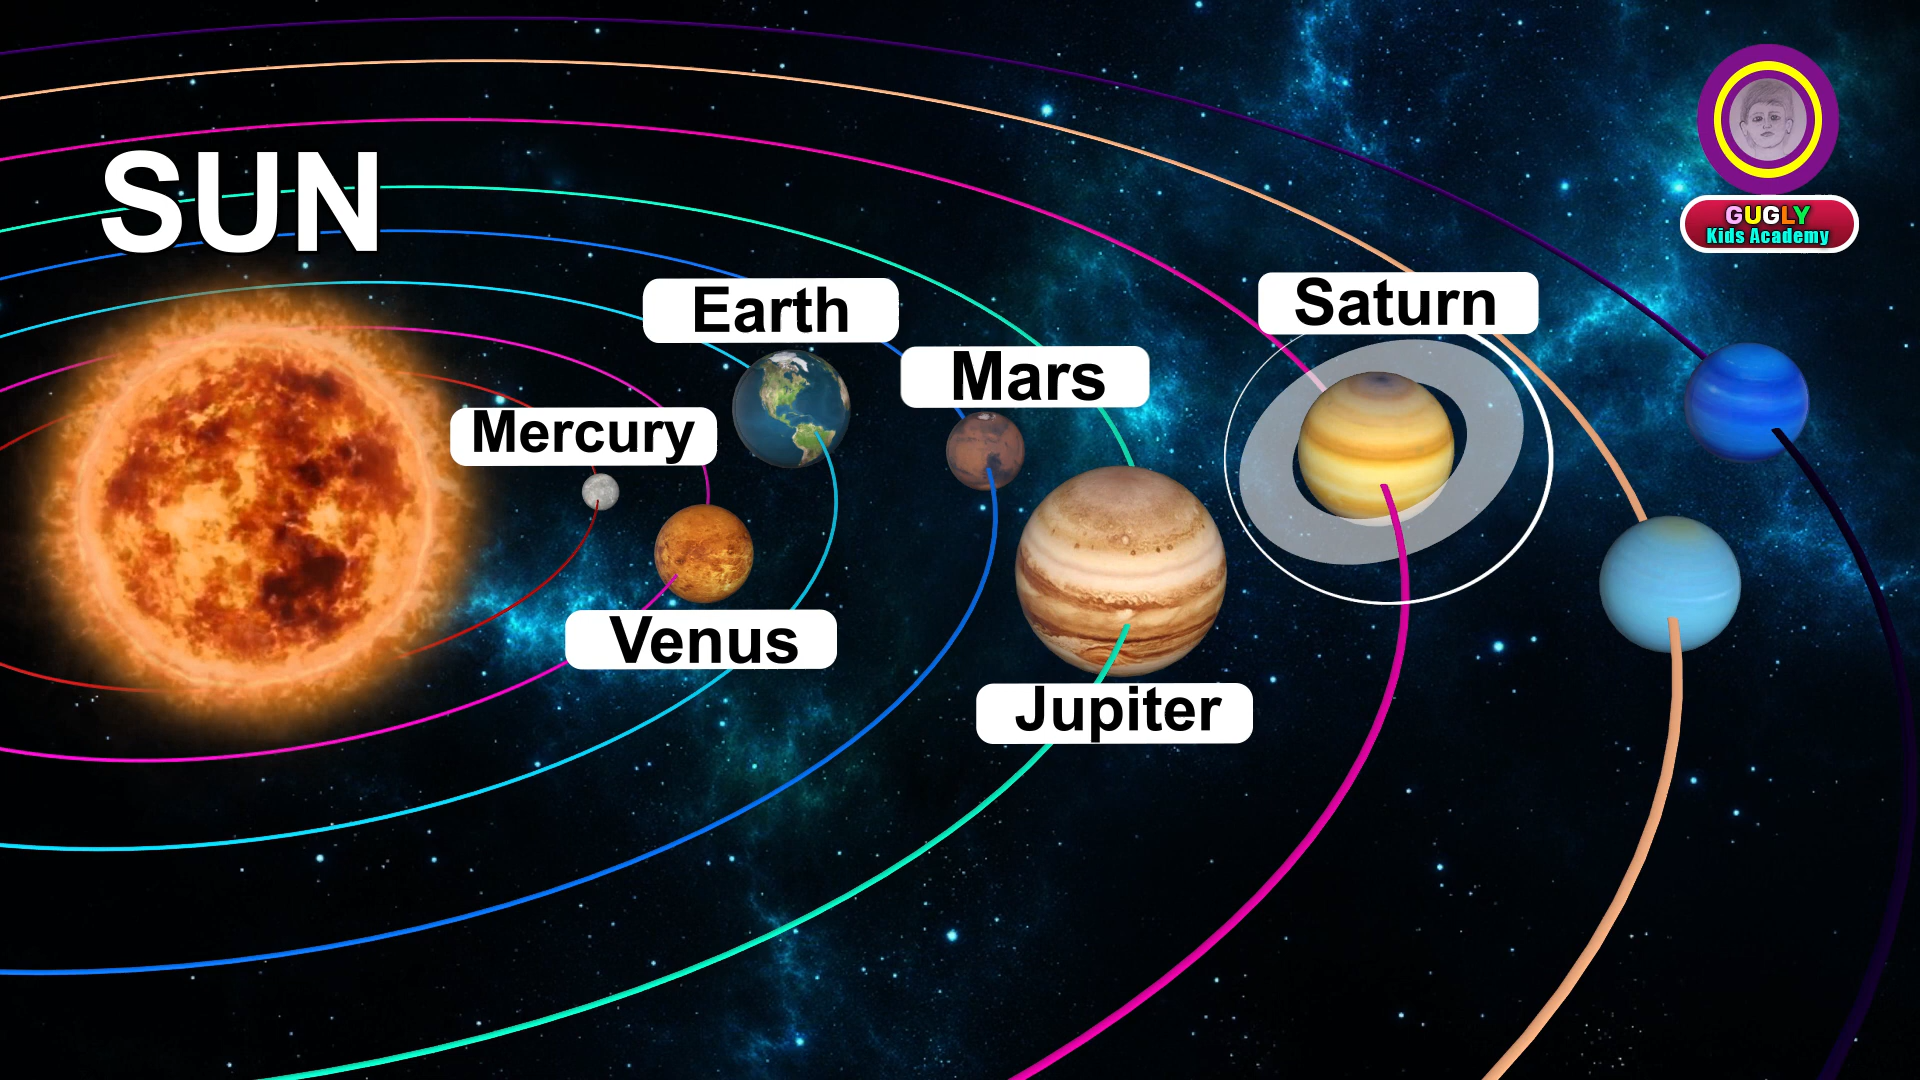 SUN
GUGLY
Kids Academy
Earth
Saturn
Mars
Mercury
Venus
Jupiter